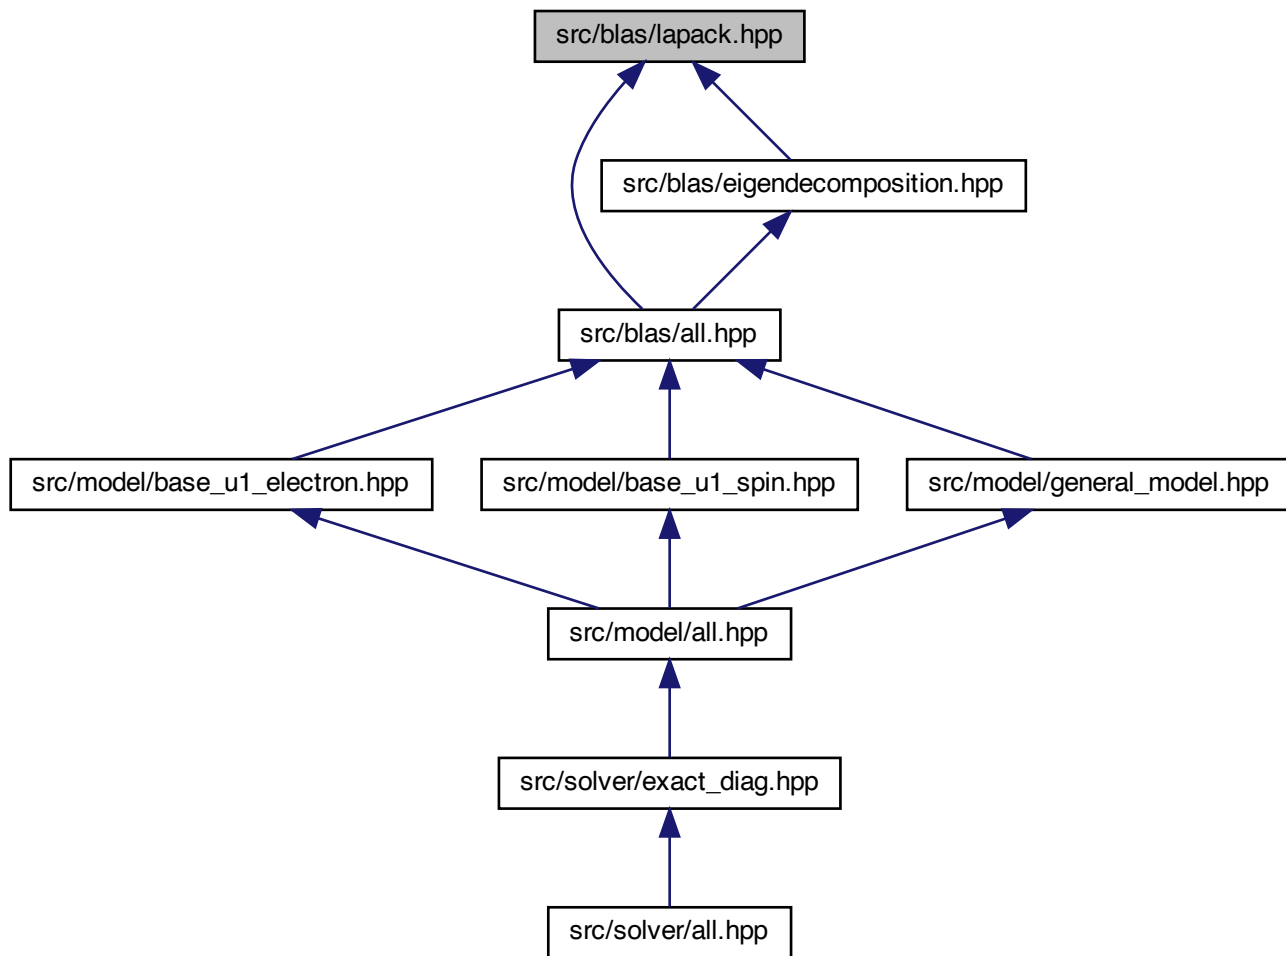 src/blas/lapack.hpp
src/blas/eigendecomposition.hpp
src/blas/all.hpp
src/model/base_u1_electron.hpp
src/model/base_u1_spin.hpp
src/model/general_model.hpp
src/model/all.hpp
src/solver/exact_diag.hpp
src/solver/all.hpp